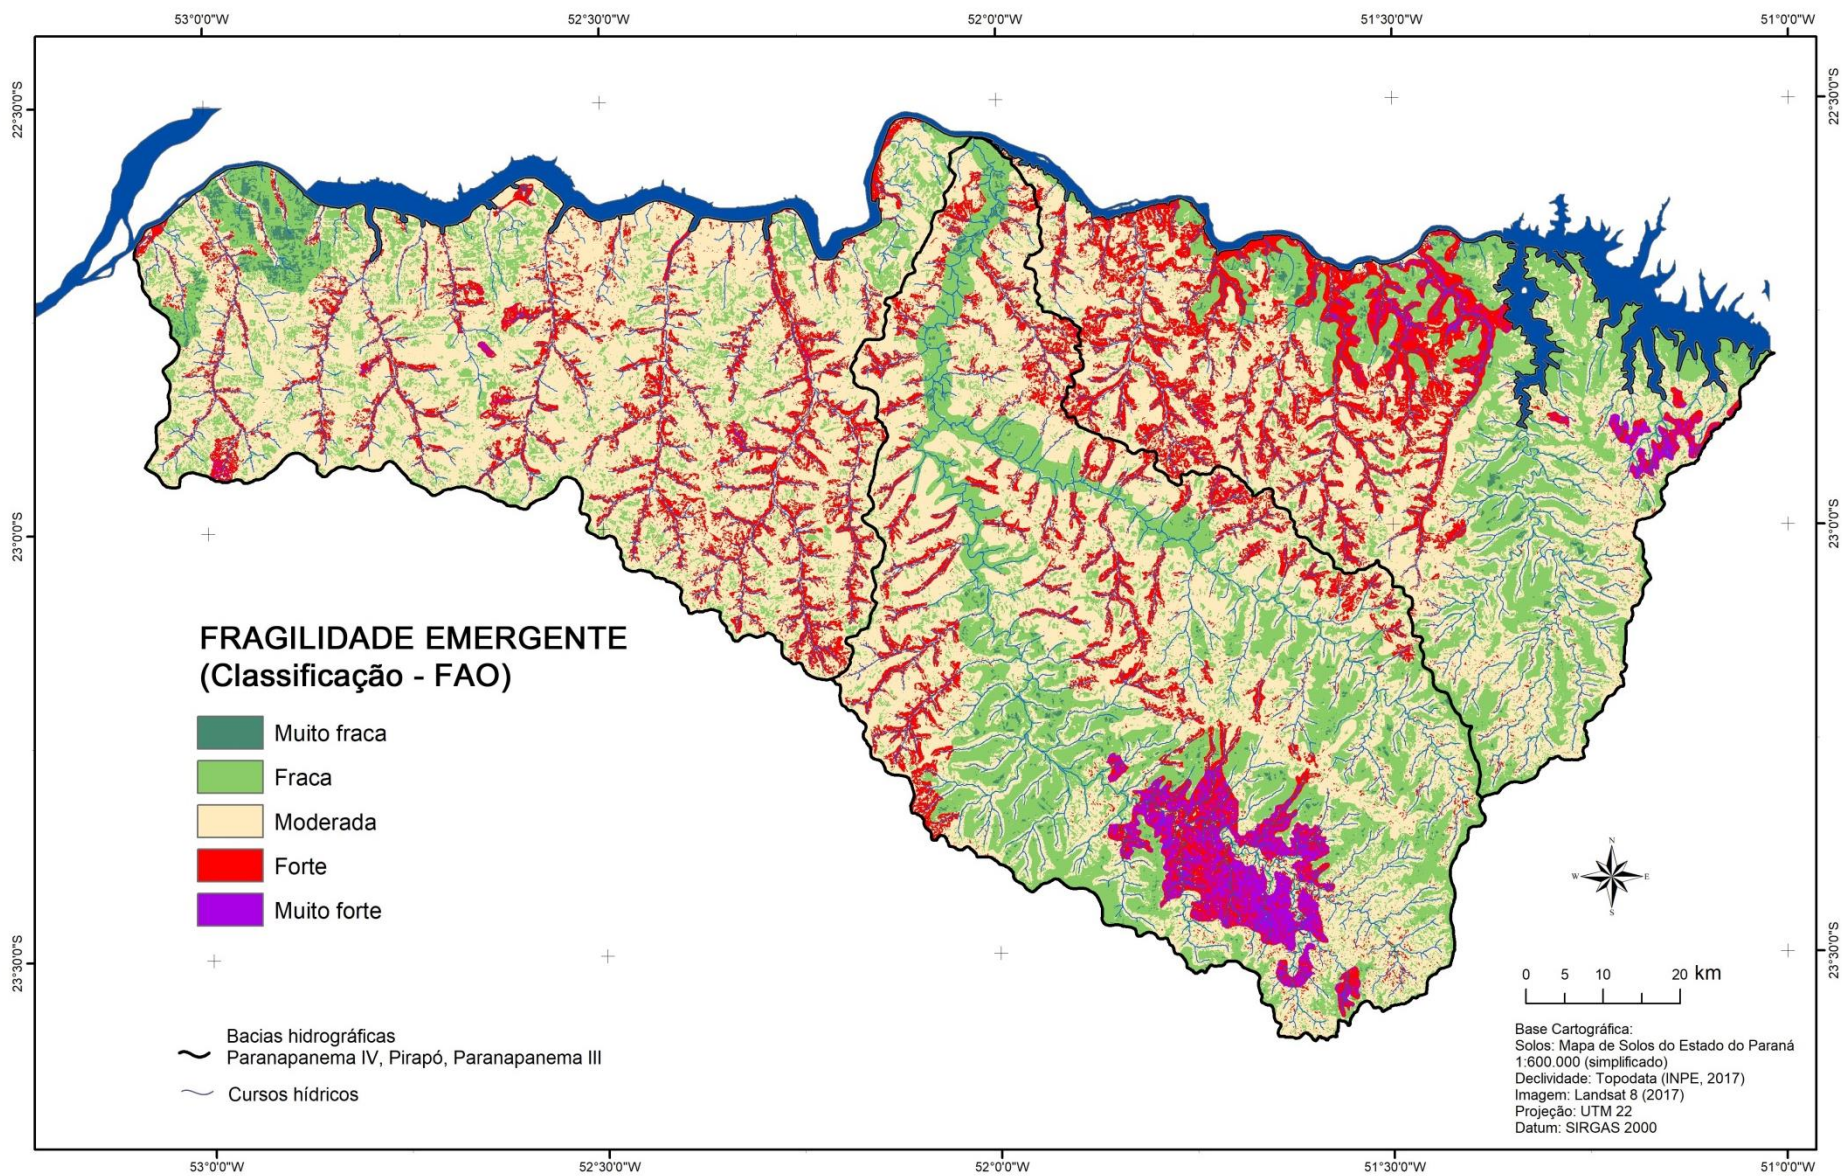 53°0'0"W
52°30'0"W
52°0'0"W
51°30'0"W
51°0'0"W
22°30'0"S
22°30'0"S
23°0'0"S
23°0'0"S
FRAGILIDADE EMERGENTE
(Classificação - FAO)
Muito fraca
Fraca
Moderada
Forte
Muito forte
N
W
E
S
23°30'0"S
23°30'0"S
0 5 10 20 km
Bacias hidrográficas
Paranapanema IV, Pirapó, Paranapanema III
Cursos hídricos
Base Cartográfica:
Solos: Mapa de Solos do Estado do Paraná
1:600.000 (simplificado)
Declividade: Topodata (INPE, 2017)
Imagem: Landsat 8 (2017)
Projeção: UTM 22
Datum: SIRGAS 2000
53°0'0"W
52°30'0"W
52°0'0"W
51°30'0"W
51°0'0"W